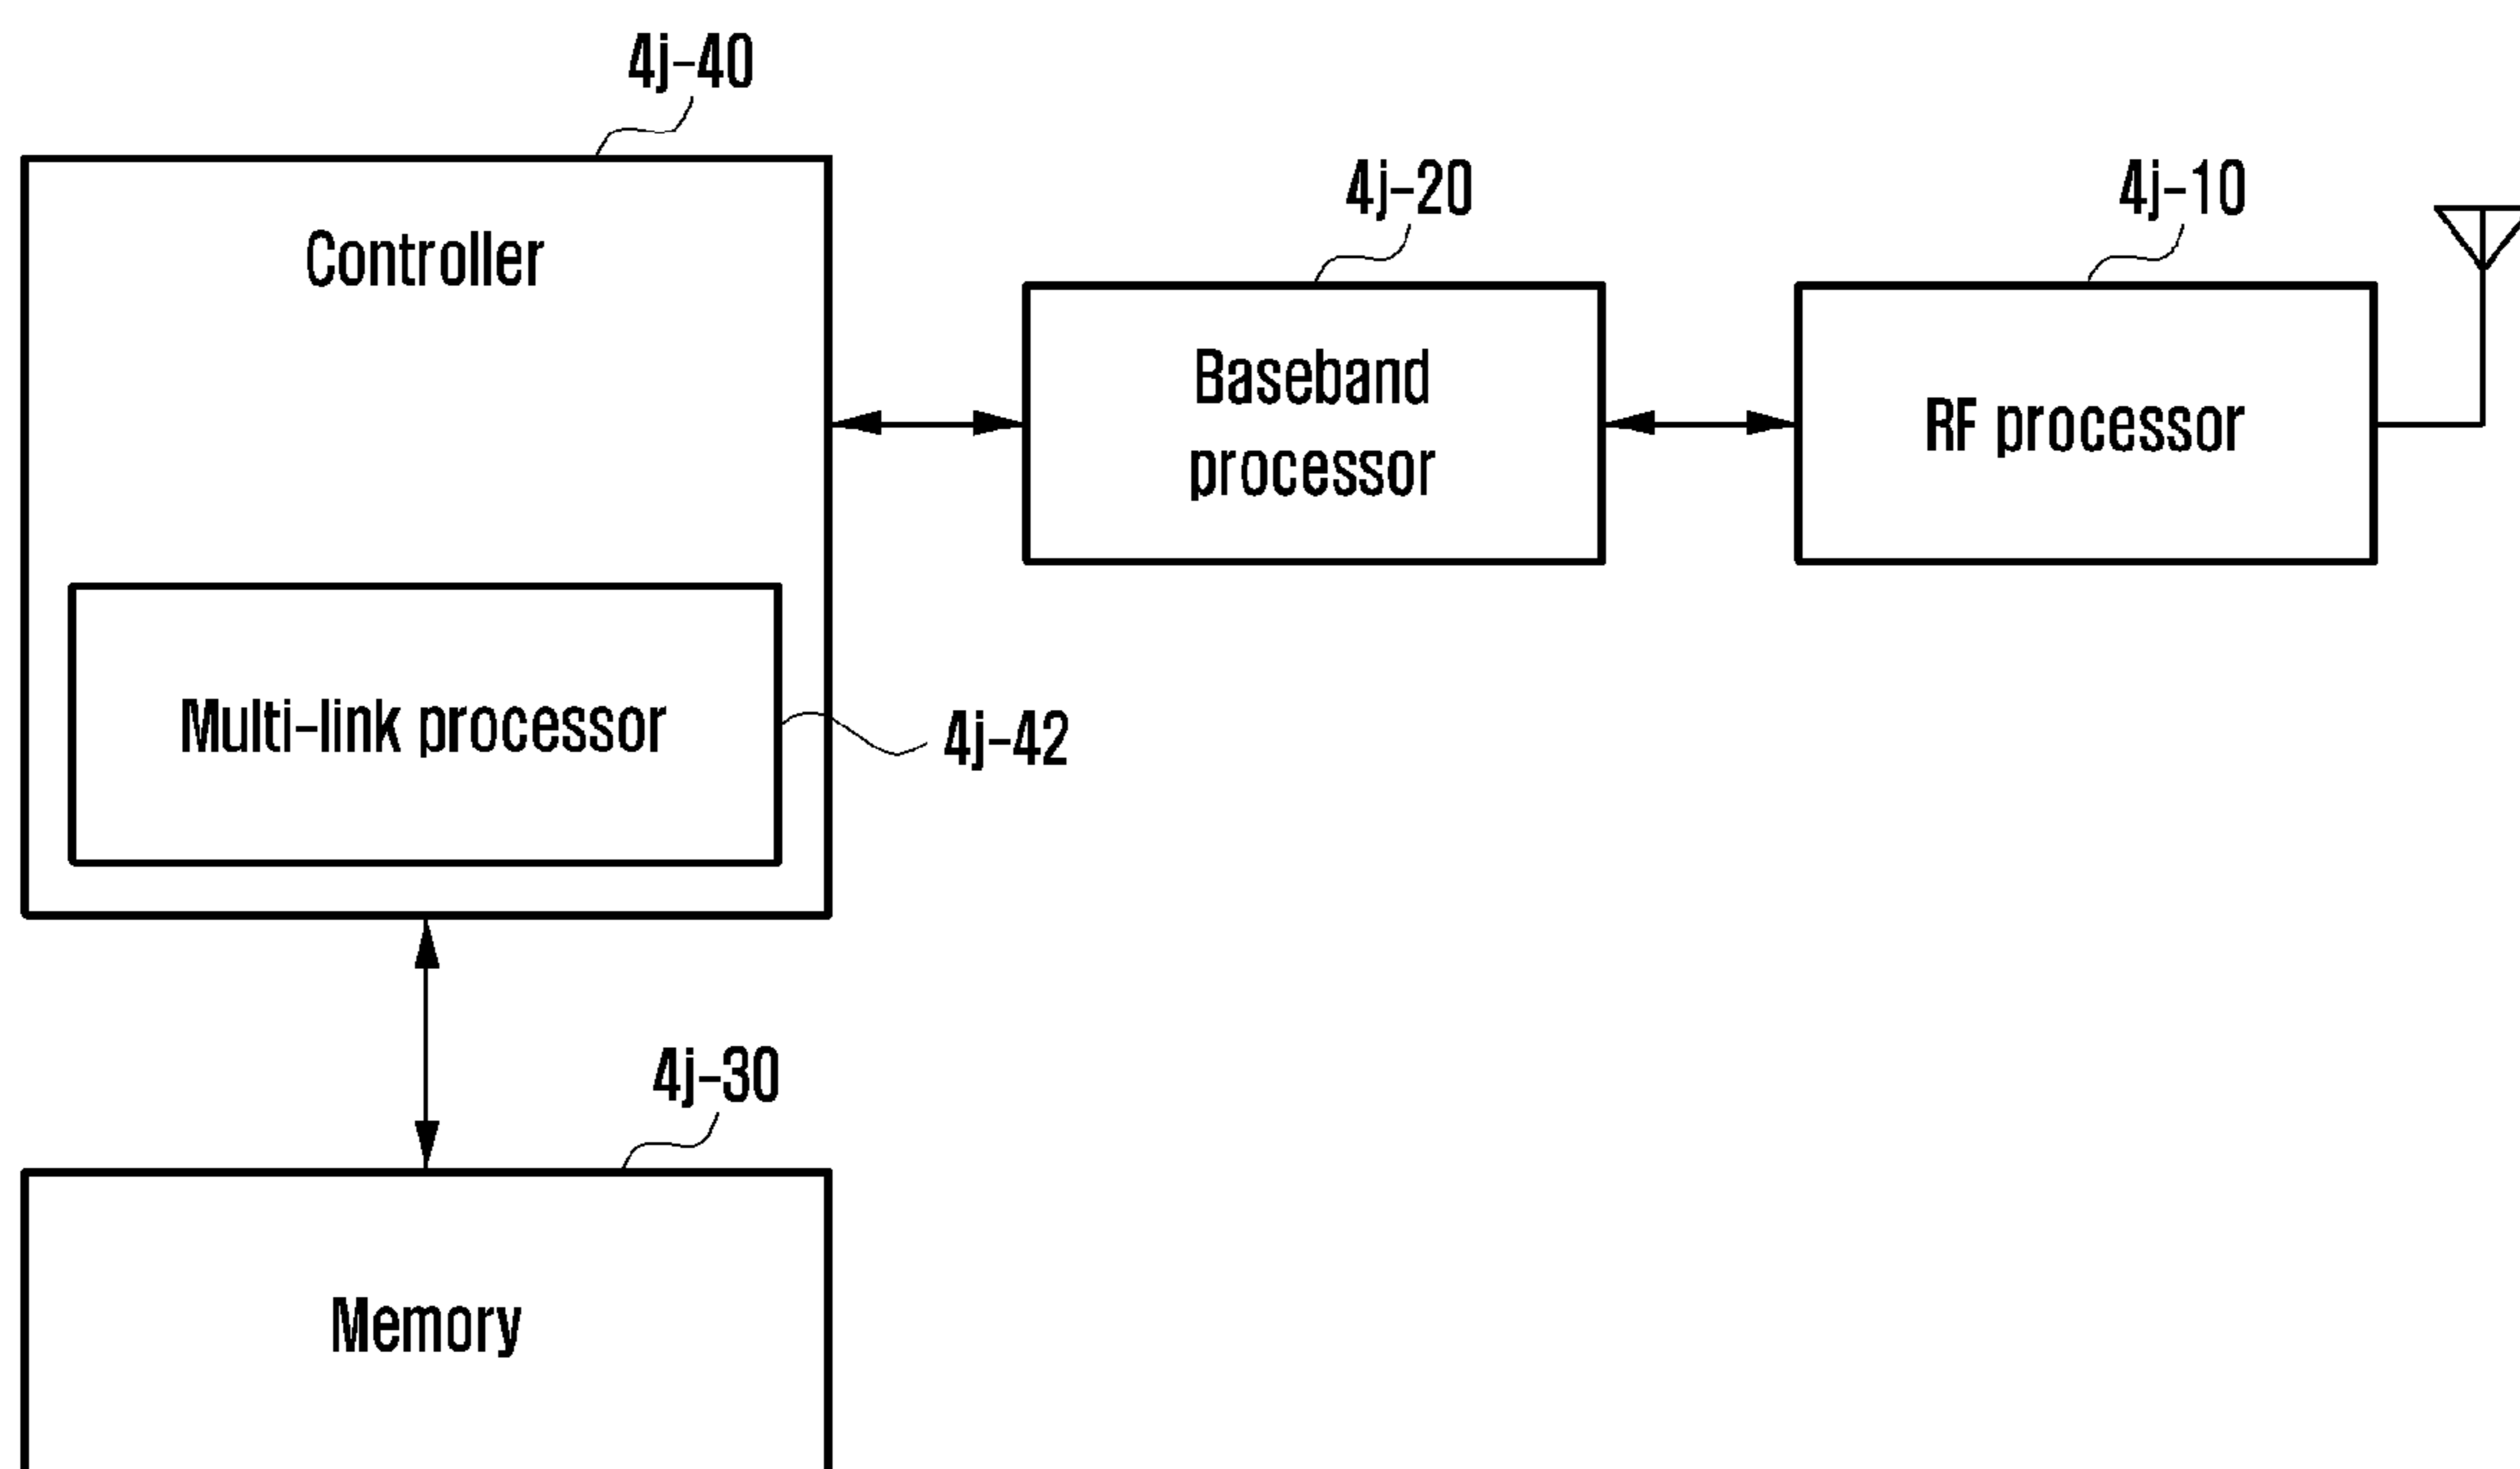 4j-40
4j-20
4j-10
Controller
Baseband
processor
RF processor
Multi-link processor
4j-42
4j-30
Memory